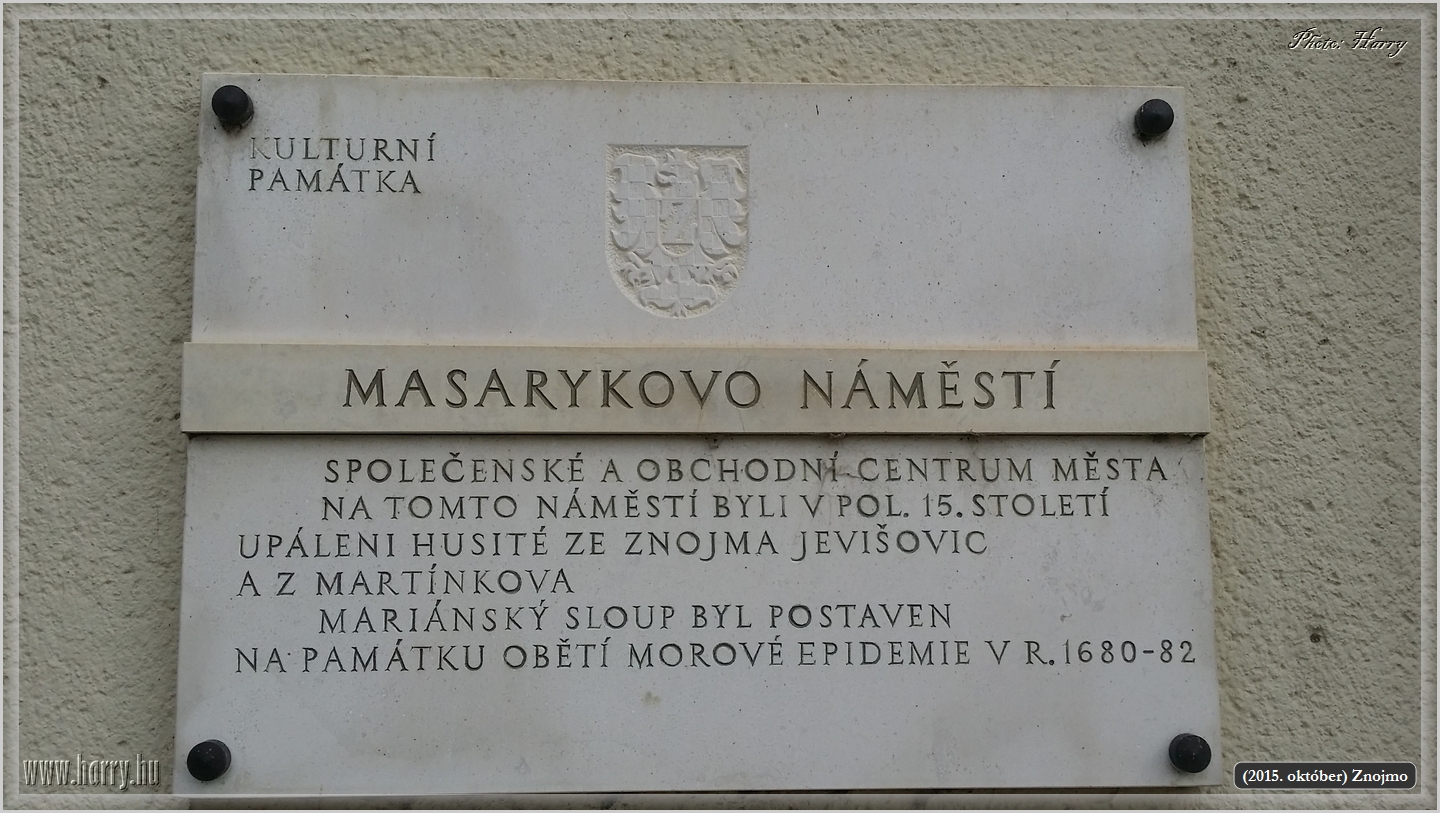 Photo: Harry
KULTURNÍ
PAMÁTKA
MASARYKOVO NÁMĚSTÍ
SPOLEČENSKÉ A OBCHODNÍ CENTRUM MĚSTA
NA TOMTO NÁMĚSTÍ BYLI V POL. 15. STOLETÍ
UPÁLENI HUSITÉ ZE ZNOJMA JEVIŠOVIC
A Z MARTÍNKOVA
MARIÁNSKÝ SLOUP BYL POSTAVEN
NA PAMÁTKU OBĚTÍ MOROVÉ EPIDEMIE V R. 1680-82
www.harry.hu
(2015. október) Znojmo